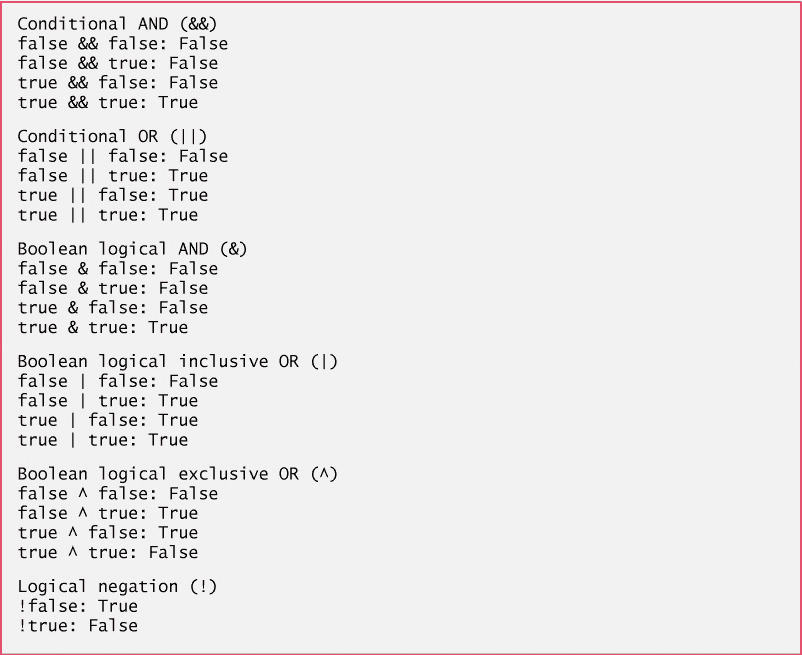 Conditional AND (&&)
false && false: False
false && true: False
true && false: False
true && true: True
Conditional OR (||)
false || false: False
false || true: True
true || false: True
true || true: True
Boolean logical AND (&)
false & false: False
false & true: False
true & false: False
true & true: True
Boolean logical inclusive OR (|)
false | false: False
false | true: True
true | false: True
true | true: True
Boolean logical exclusive OR (^)
false ^ false: False
false ^ true: True
true ^ false: True
true ^ true: False
Logical negation (!)
!false: True
!true: False